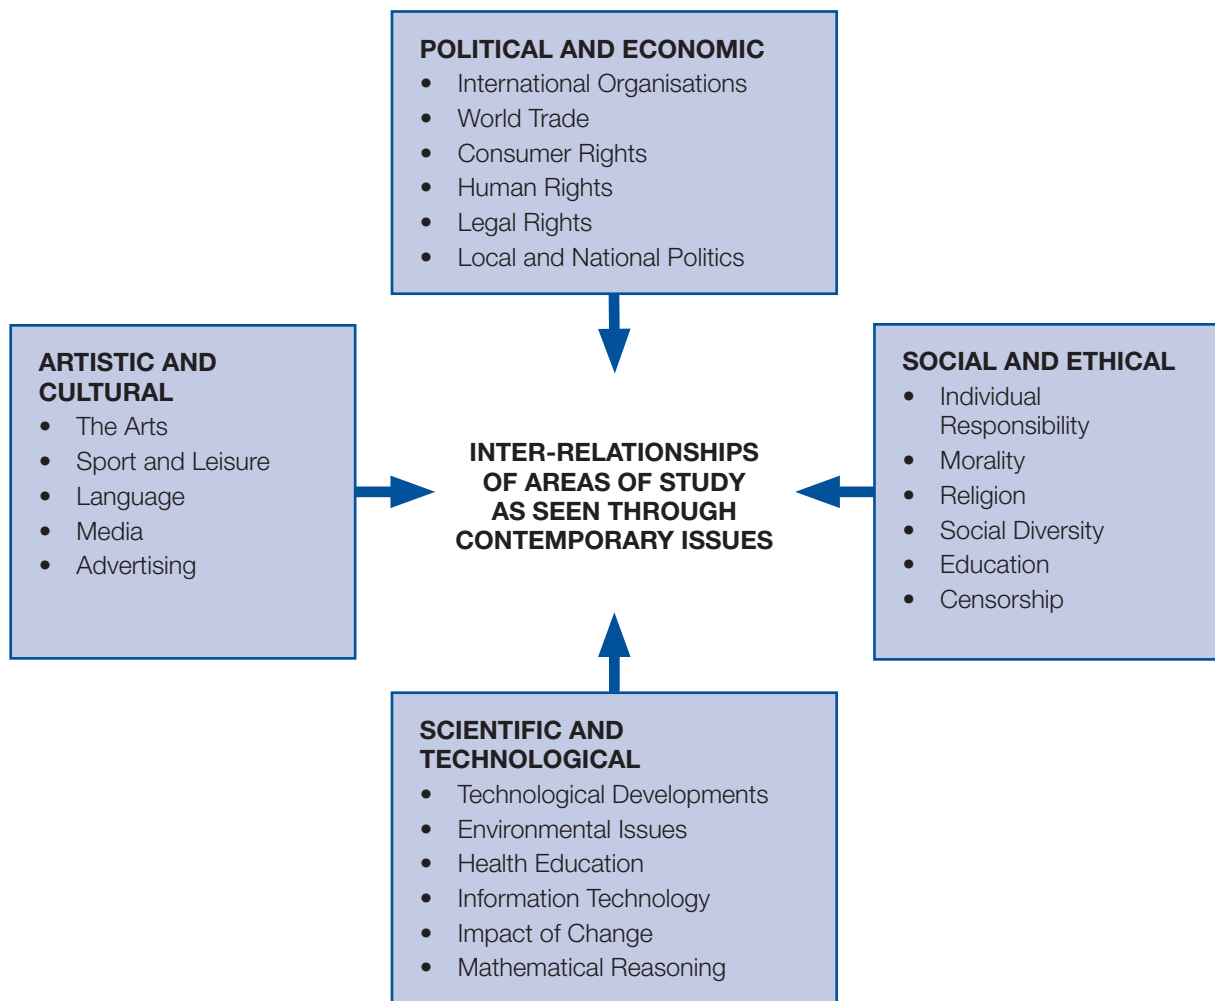 POLITICAL AND ECONOMIC
• International Organisations
• World Trade
• Consumer Rights
• Human Rights
• Legal Rights
• Local and National Politics
ARTISTIC AND
CULTURAL
• The Arts
• Sport and Leisure
• Language
• Media
• Advertising
INTER-RELATIONSHIPS
OF AREAS OF STUDY
AS SEEN THROUGH
CONTEMPORARY ISSUES
SOCIAL AND ETHICAL
• Individual
Responsibility
• Morality
• Religion
• Social Diversity
• Education
• Censorship
SCIENTIFIC AND
TECHNOLOGICAL
• Technological Developments
• Environmental Issues
• Health Education
• Information Technology
• Impact of Change
• Mathematical Reasoning